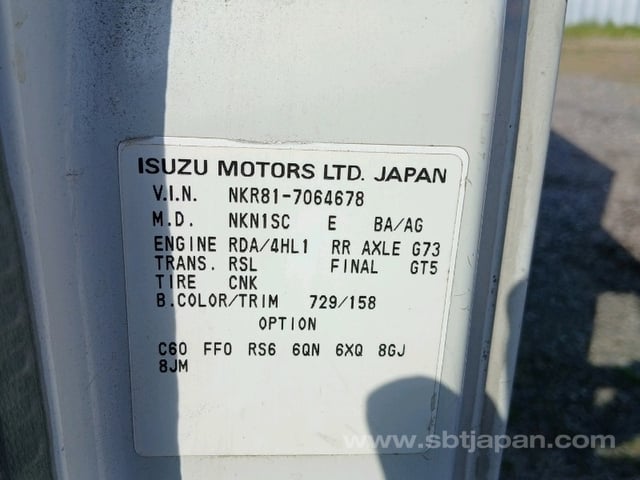 ISUZU MOTORS LTD. JAPAN
V.I.N. NKR81-7064678
M.D. NKN1SC E BA/AG
ENGINE RDA/4HL1 RR AXLE G73
TRANS. RSL FINAL GT5
TIRE CNK
B.COLOR/TRIM 729/158
OPTION
C60 FF0 RS6 6QN 6XQ 8GJ
8JM
www.sbtjapan.com